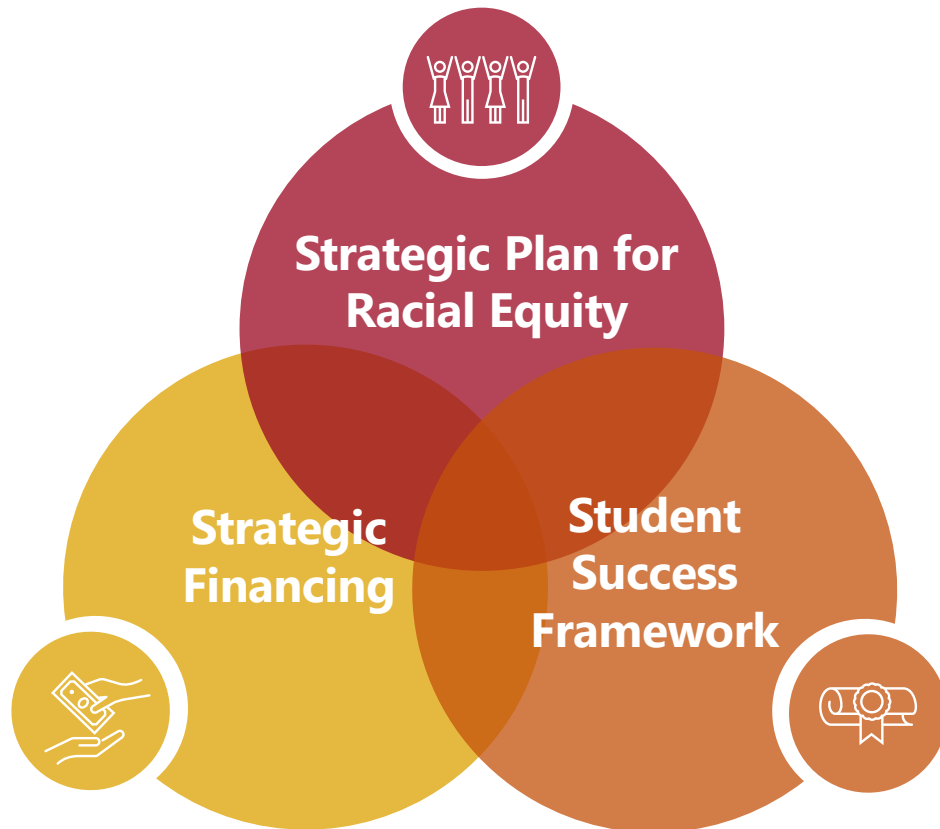 Strategic Plan for
Racial Equity
Strategic
Financing
Student
Success
Framework